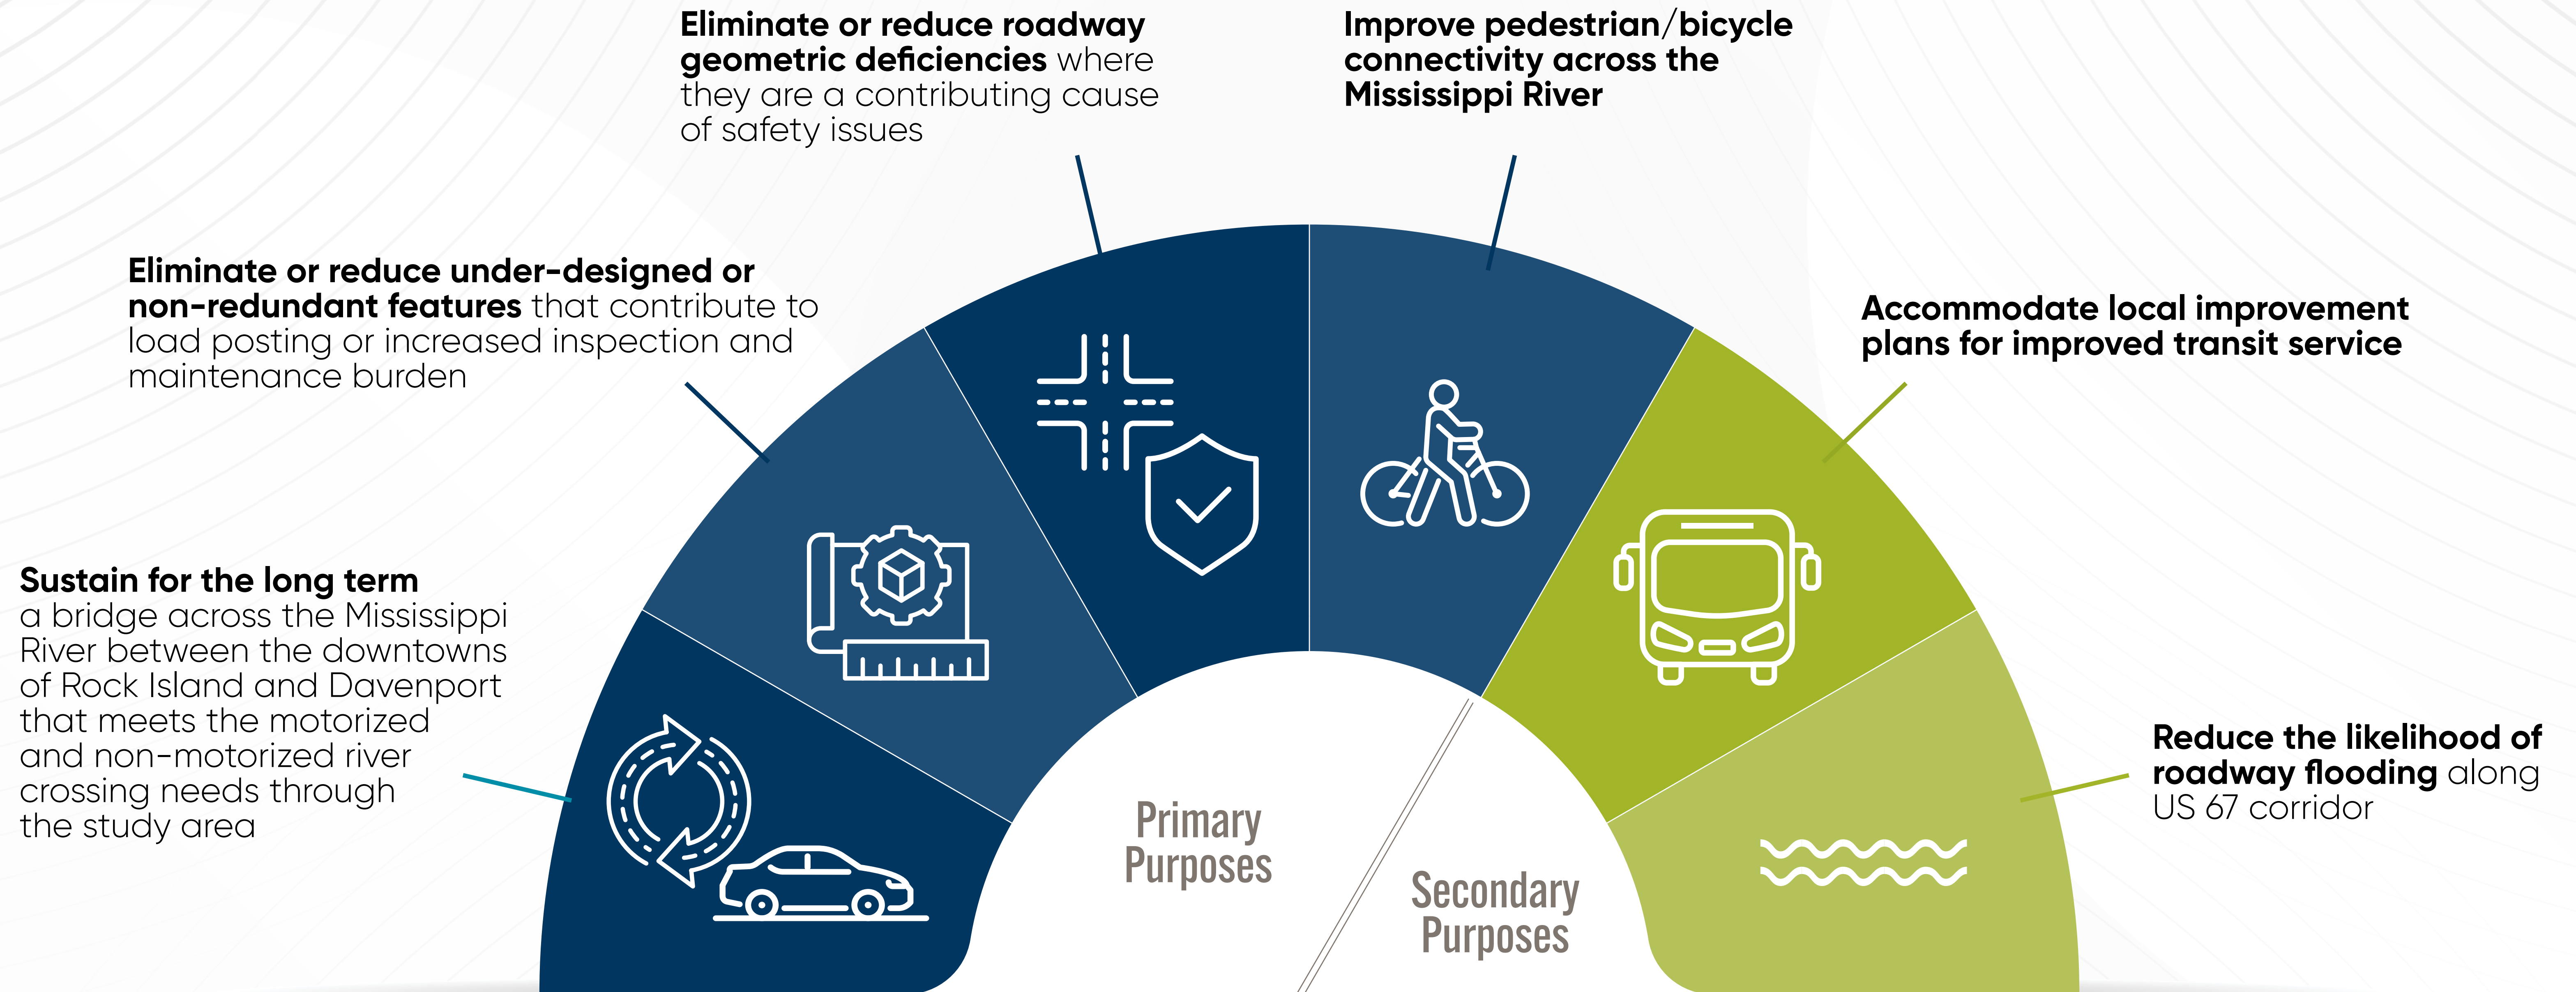 Eliminate or reduce roadway
geometric deficiencies where
they are a contributing cause
of safety issues
Improve pedestrian/bicycle
connectivity across the
Mississippi River
Eliminate or reduce under-designed or
non-redundant features that contribute to
load posting or increased inspection and
maintenance burden
Accommodate local improvement
plans for improved transit service
Sustain for the long term
a bridge across the Mississippi
River between the downtowns
of Rock Island and Davenport
that meets the motorized
and non-motorized river
crossing needs through
the study area
Reduce the likelihood of
roadway flooding along
US 67 corridor
Primary
Purposes
Secondary
Purposes